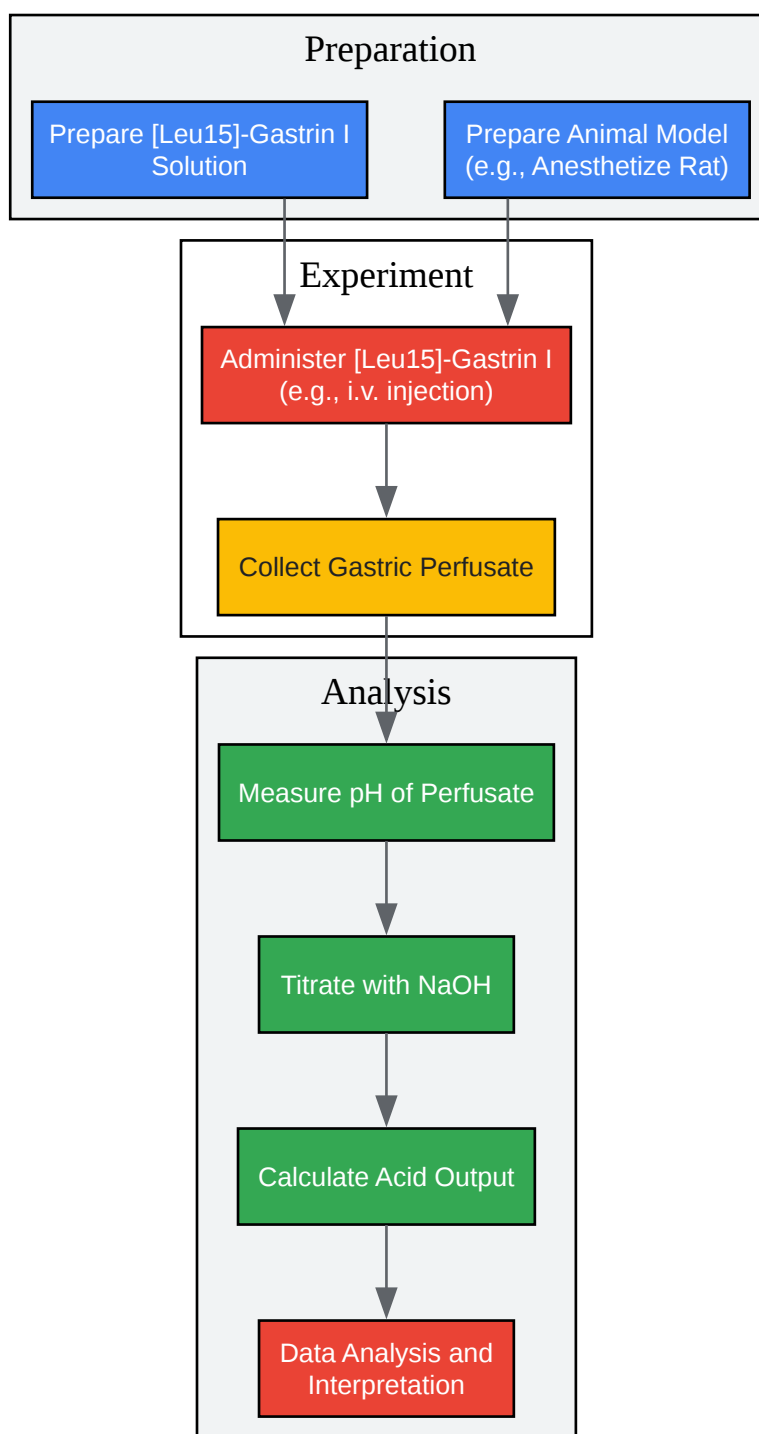 Preparation
Prepare [Leu15]-Gastrin I
Solution
Prepare Animal Model
(e.g., Anesthetize Rat)
Experiment
Administer [Leu15]-Gastrin I
(e.g., i.v. injection)
Collect Gastric Perfusate
Analysis
Measure pH of Perfusate
Titrate with NaOH
Calculate Acid Output
Data Analysis and
Interpretation